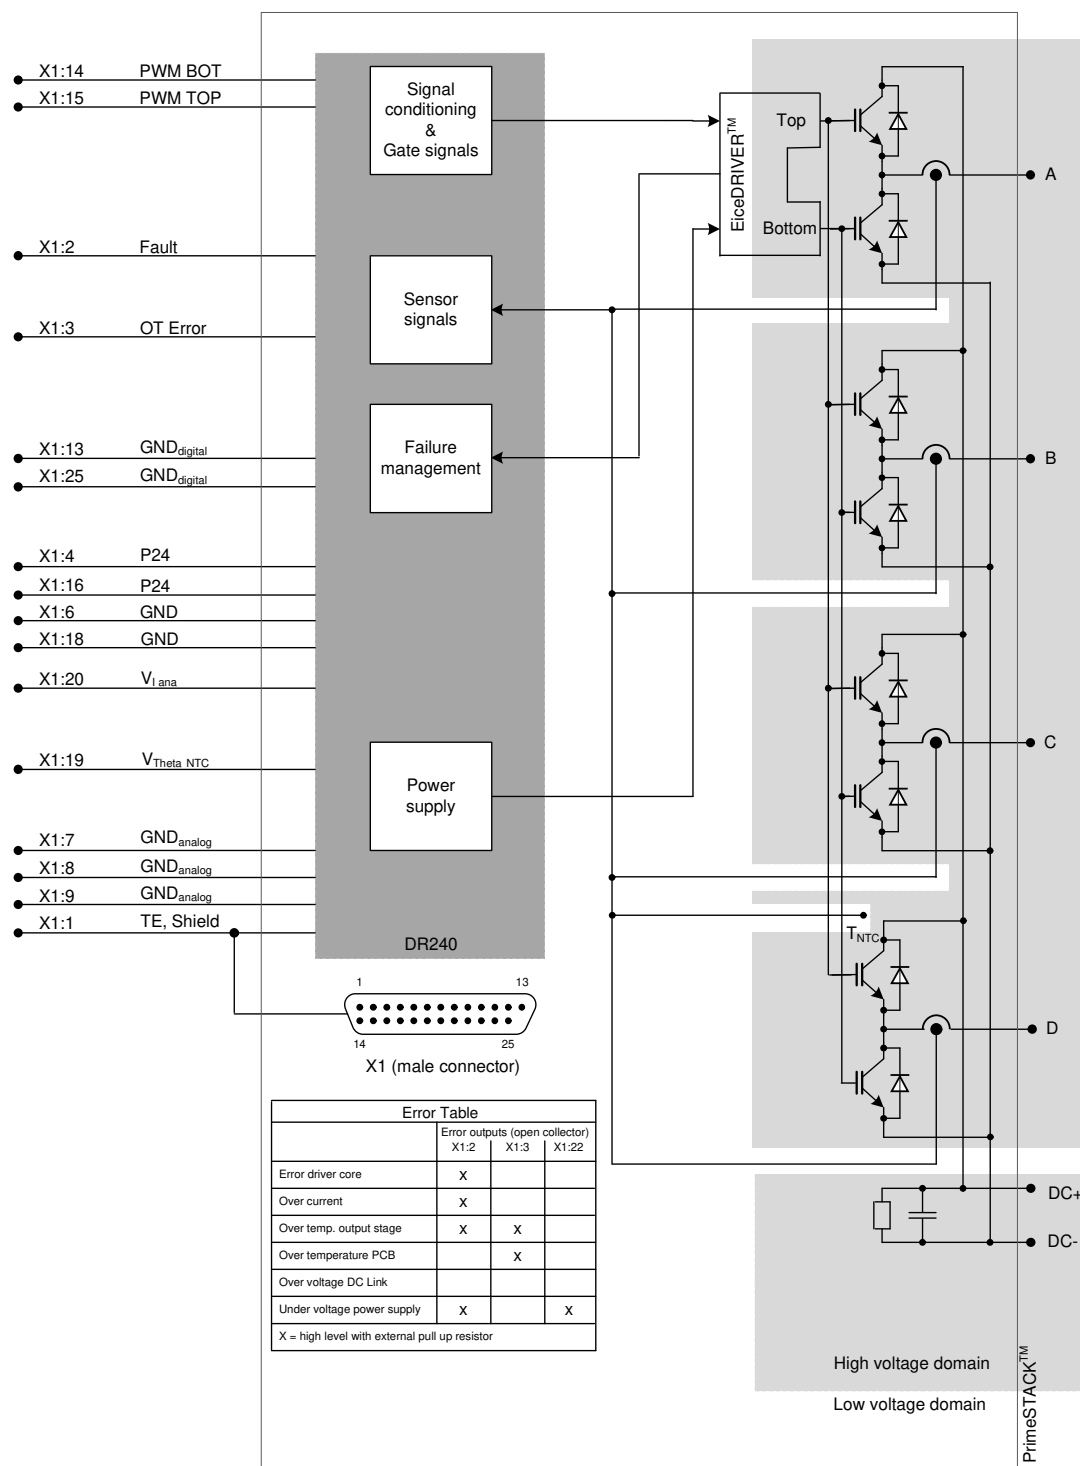 X1:14 PWM BOT
X1:15 PWM TOP
X1:2 Fault
X1:3 OT Error
X1:13 GNDdigital
X1:25 GNDdigital
X1:4 P24
X1:16 P24
X1:6 GND
X1:18 GND
X1:20 VI ana
X1:19 VTheta NTC
X1:7 GNDanalog
X1:8 GNDanalog
X1:9 GNDanalog
X1:1 TE, Shield
Signal
conditioning
&
Gate signals
Sensor
signals
Failure
management
Power
supply
DR240
EiceDRIVER™
Top
Bottom
A
B
C
TNTC
D
DC+
DC-
1 13
14 25
X1 (male connector)
Error Table
Error outputs (open collector)
X1:2 X1:3 X1:22
Error driver core x
Over current x
Over temp. output stage x x
Over temperature PCB x
Over voltage DC Link
Under voltage power supply x x
X = high level with external pull up resistor
High voltage domain
Low voltage domain
PrimeSTACK™